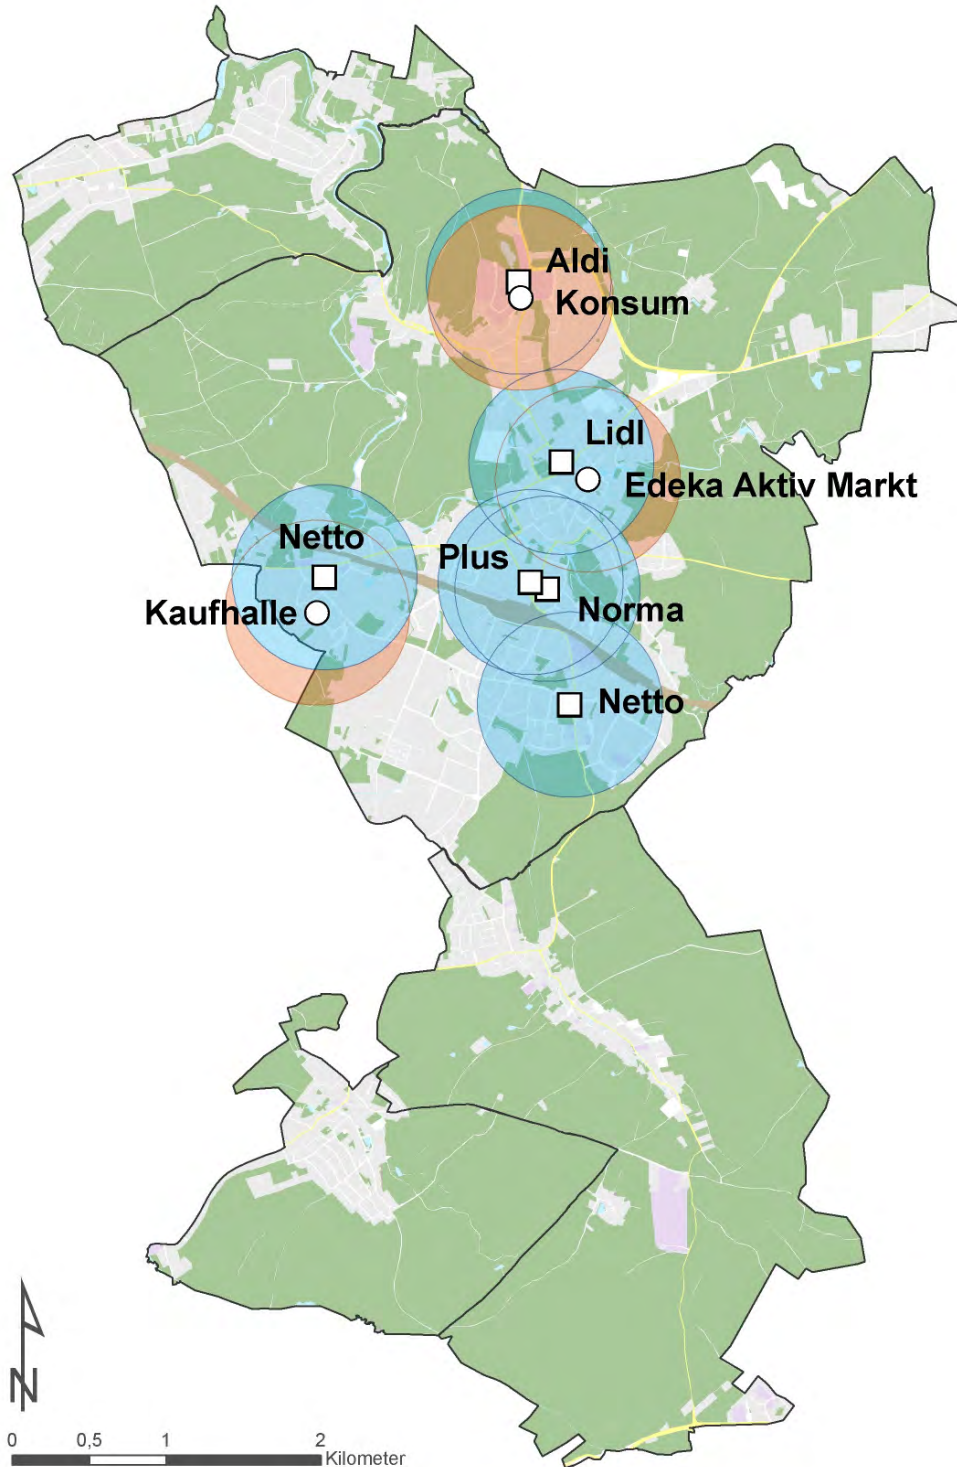 Aldi
Konsum
Lidl
Edeka Aktiv Markt
Netto
Plus
Kaufhalle
Norma
Netto
N
0 0,5 1 2
Kilometer